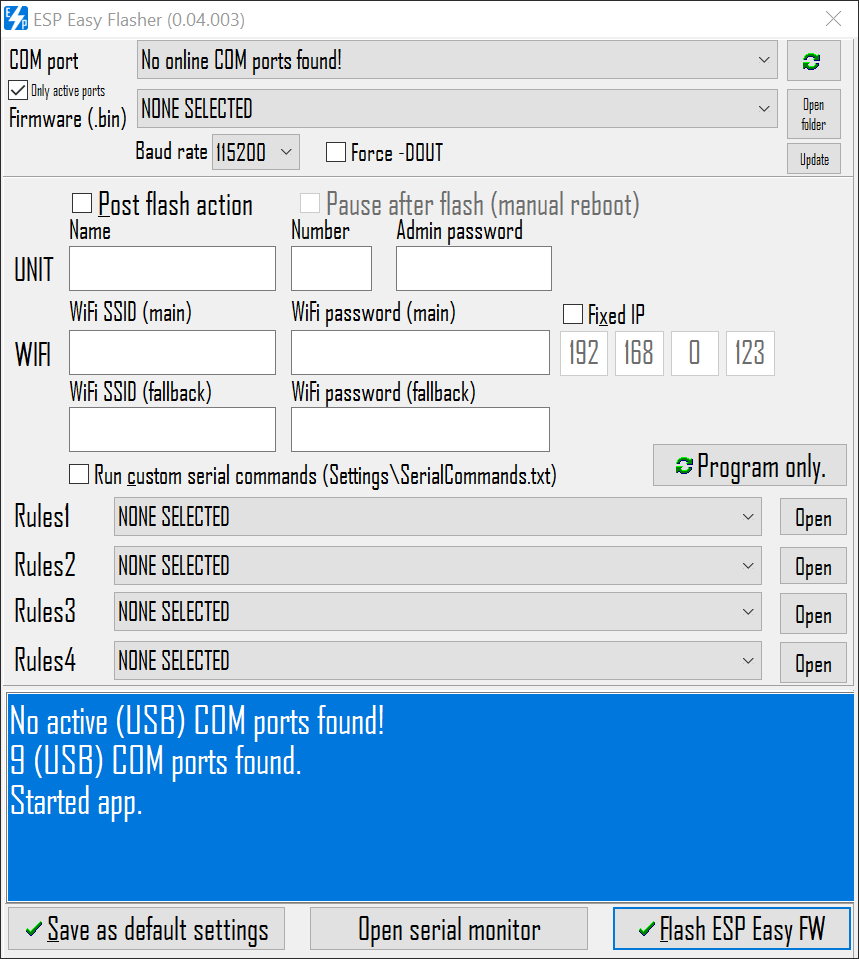 ESP Easy Flasher (0.04.003)
COM port
No online COM ports found!
Only active ports
Firmware (.bin)
NONE SELECTED
Open
folder
Baud rate
115200
Force -DOUT
Update
Post flash action
Pause after flash (manual reboot)
Name
Number
Admin password
UNIT
WiFi SSID (main)
WiFi password (main)
Fixed IP
WIFI
192
168
0
123
WiFi SSID (fallback)
WiFi password (fallback)
Run custom serial commands (Settings\SerialCommands.txt)
Program only.
Rules1
NONE SELECTED
Open
Rules2
NONE SELECTED
Open
Rules3
NONE SELECTED
Open
Rules4
NONE SELECTED
Open
No active (USB) COM ports found!
9 (USB) COM ports found.
Started app.
Save as default settings
Open serial monitor
Flash ESP Easy FW